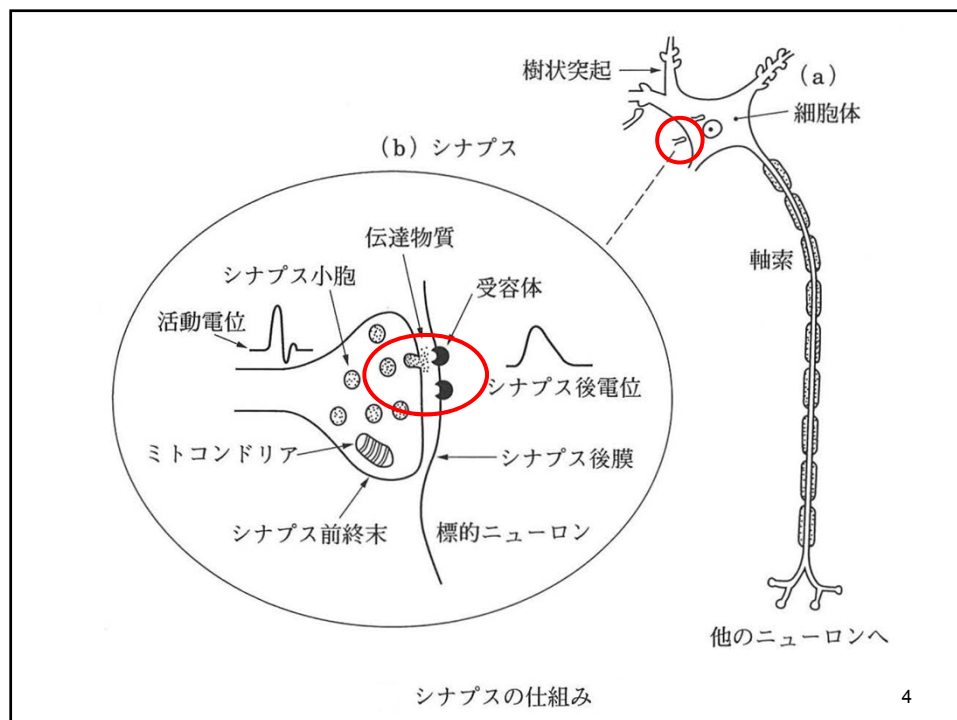 樹状突起
(a)
細胞体
(b) シナプス
伝達物質
シナプス小胞
受容体
軸索
活動電位
シナプス後電位
ミトコンドリア
シナプス後膜
シナプス前終末
標的ニューロン
他のニューロンへ
シナプスの仕組み
4